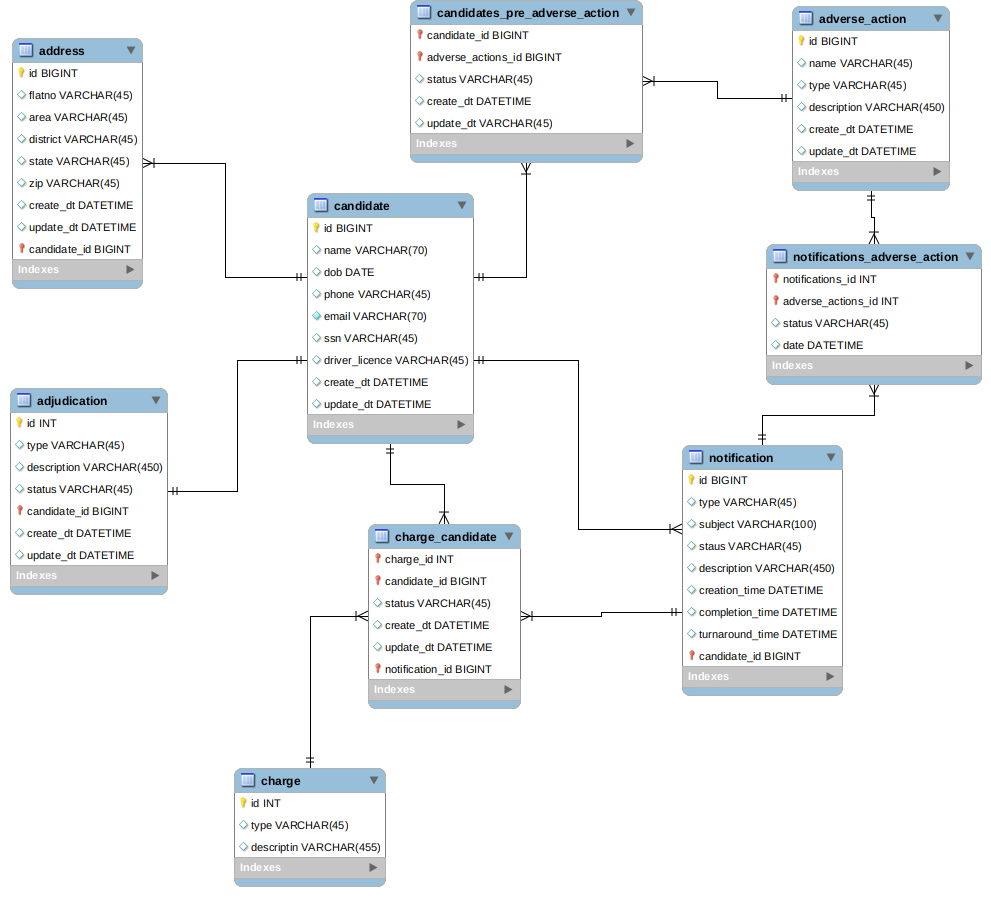 candidates_pre_adverse_action
candidate_id BIGINT
adverse_actions_id BIGINT
status VARCHAR(45)
create_dt DATETIME
update_dt VARCHAR(45)
Indexes
adverse_action
id BIGINT
name VARCHAR(45)
type VARCHAR(45)
description VARCHAR(450)
create_dt DATETIME
update_dt DATETIME
Indexes
address
id BIGINT
flatno VARCHAR(45)
area VARCHAR(45)
district VARCHAR(45)
state VARCHAR(45)
zip VARCHAR(45)
create_dt DATETIME
update_dt DATETIME
candidate_id BIGINT
Indexes
candidate
id BIGINT
name VARCHAR(70)
dob DATE
phone VARCHAR(45)
email VARCHAR(70)
ssn VARCHAR(45)
driver_licence VARCHAR(45)
create_dt DATETIME
update_dt DATETIME
Indexes
notifications_adverse_action
notifications_id INT
adverse_actions_id INT
status VARCHAR(45)
date DATETIME
Indexes
adjudication
id INT
type VARCHAR(45)
description VARCHAR(450)
status VARCHAR(45)
candidate_id BIGINT
create_dt DATETIME
update_dt DATETIME
Indexes
notification
id BIGINT
type VARCHAR(45)
subject VARCHAR(100)
staus VARCHAR(45)
description VARCHAR(450)
creation_time DATETIME
completion_time DATETIME
turnaround_time DATETIME
candidate_id BIGINT
Indexes
charge_candidate
charge_id INT
candidate_id BIGINT
status VARCHAR(45)
create_dt DATETIME
update_dt DATETIME
notification_id BIGINT
Indexes
charge
id INT
type VARCHAR(45)
descriptin VARCHAR(455)
Indexes